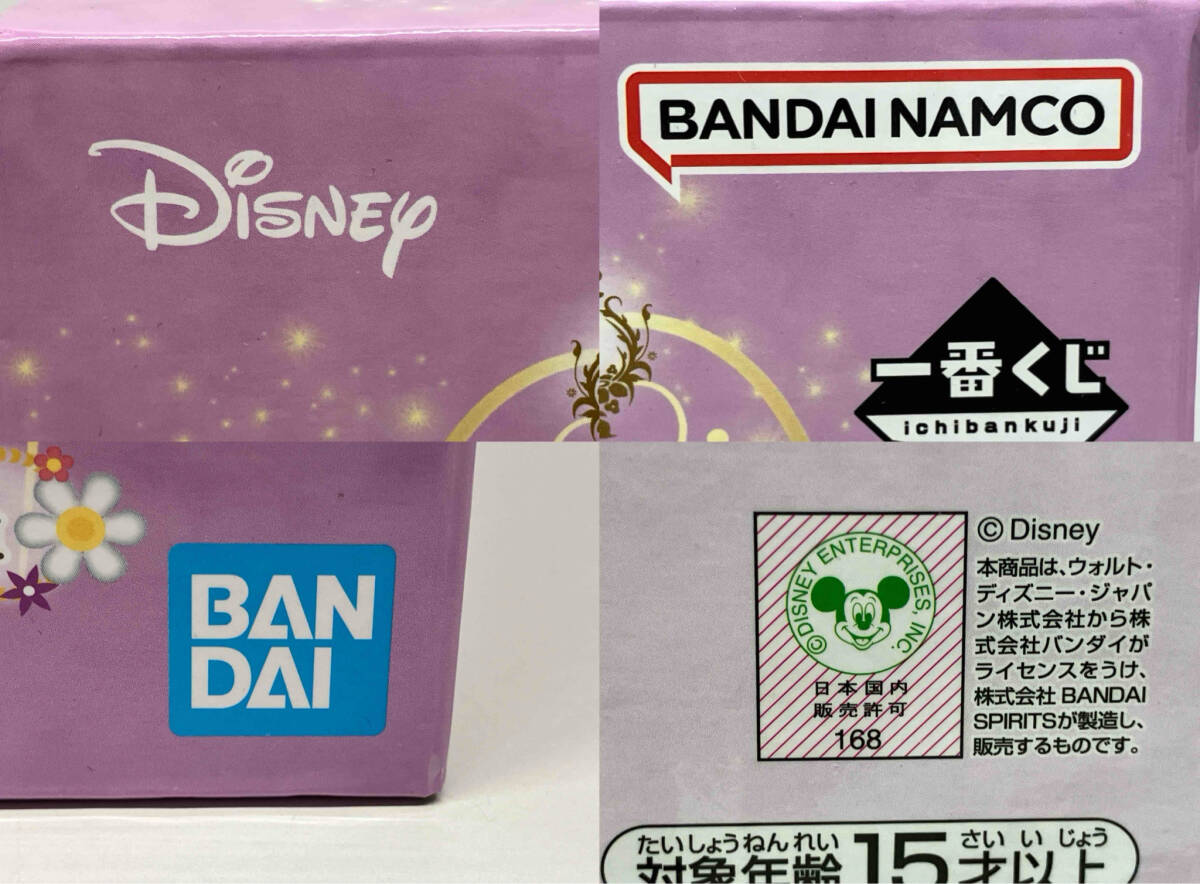 Disney
BANDAI NAMCO
一番くじ
ichibankuji
BAN
DAI
©DISNEY ENTERPRISES, INC.
日本国内
販売許可
168
© Disney
本商品は、ウォルト・
ディズニー・ジャパ
ン株式会社から株
式会社バンダイが
ライセンスをうけ、
株式会社 BANDAI
SPIRITSが製造し、
販売するものです。
たいしょうねんれい さい いじょう
対象年齢15才以上